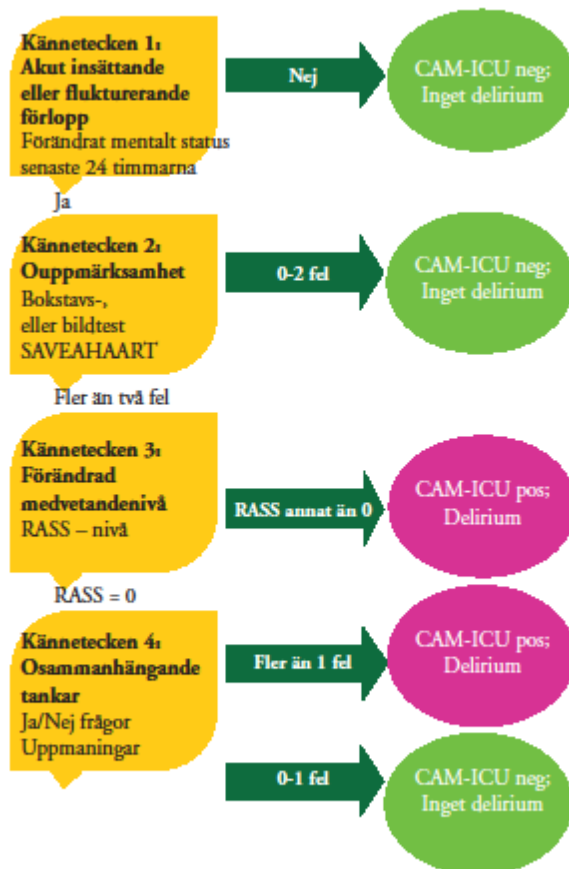 Kännetecken 1:
Akut insättande
eller flukturerande
förlopp
Förändrat mentalt status
senaste 24 timmarna
Nej
CAM-ICU neg;
Inget delirium
Ja
Kännetecken 2:
Ouppmärksamhet
Bokstavs-,
eller bildtest
SAVEAHAART
0-2 fel
CAM-ICU neg;
Inget delirium
Fler än två fel
Kännetecken 3:
Förändrad
medvetandenivå
RASS – nivå
RASS annat än 0
CAM-ICU pos;
Delirium
RASS = 0
Kännetecken 4:
Osammanhängande
tankar
Ja/Nej frågor
Uppmaningar
Fler än 1 fel
CAM-ICU pos;
Delirium
0-1 fel
CAM-ICU neg;
Inget delirium